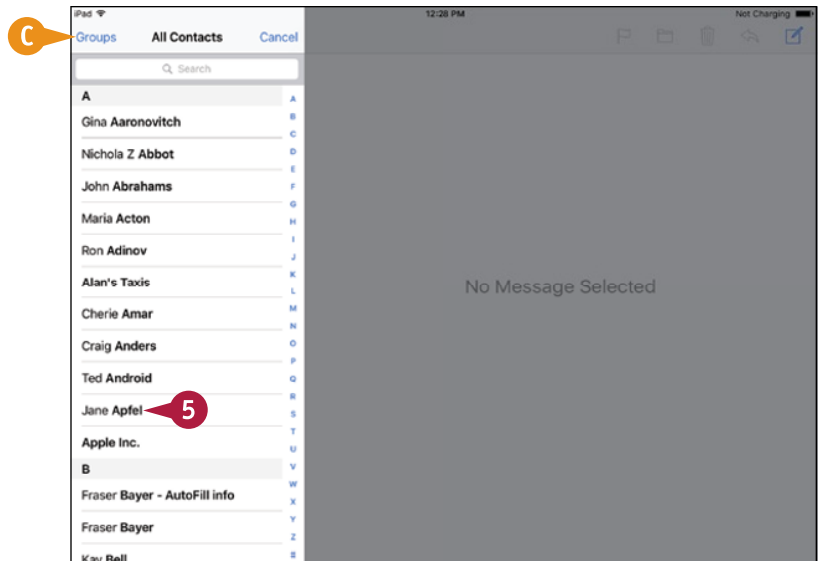 iPad 12:28 PM Not Charging
C
Groups All Contacts Cancel
Search
A
Gina Aaronovitch
Nichola Z Abbot
John Abrahams
Maria Acton
Ron Adinov
Alan's Taxis
Cherie Amar
Craig Anders
Ted Android
Jane Apfel 5
Apple Inc.
B
Fraser Bayer - AutoFill info
Fraser Bayer
Kay Bell
A
B
C
D
E
F
G
H
I
J
K
L
M
N
O
P
Q
R
S
T
U
V
W
X
Y
Z
#
No Message Selected